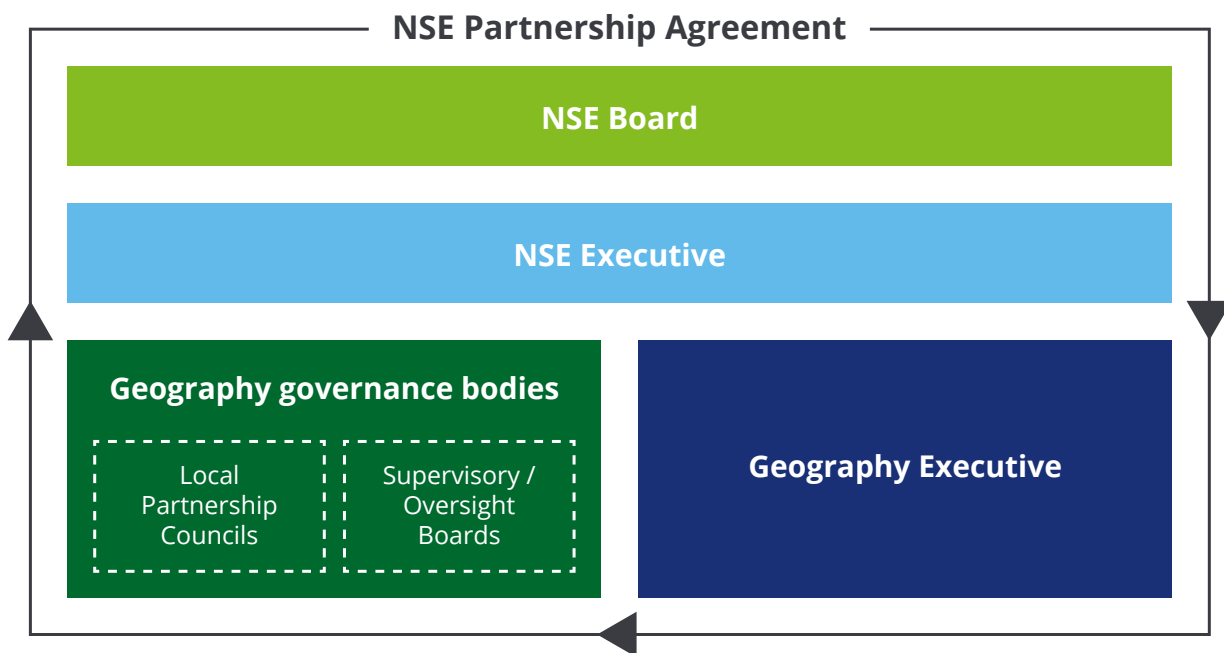 NSE Partnership Agreement
NSE Board
NSE Executive
Geography governance bodies
Local
Partnership
Councils
Supervisory /
Oversight
Boards
Geography Executive